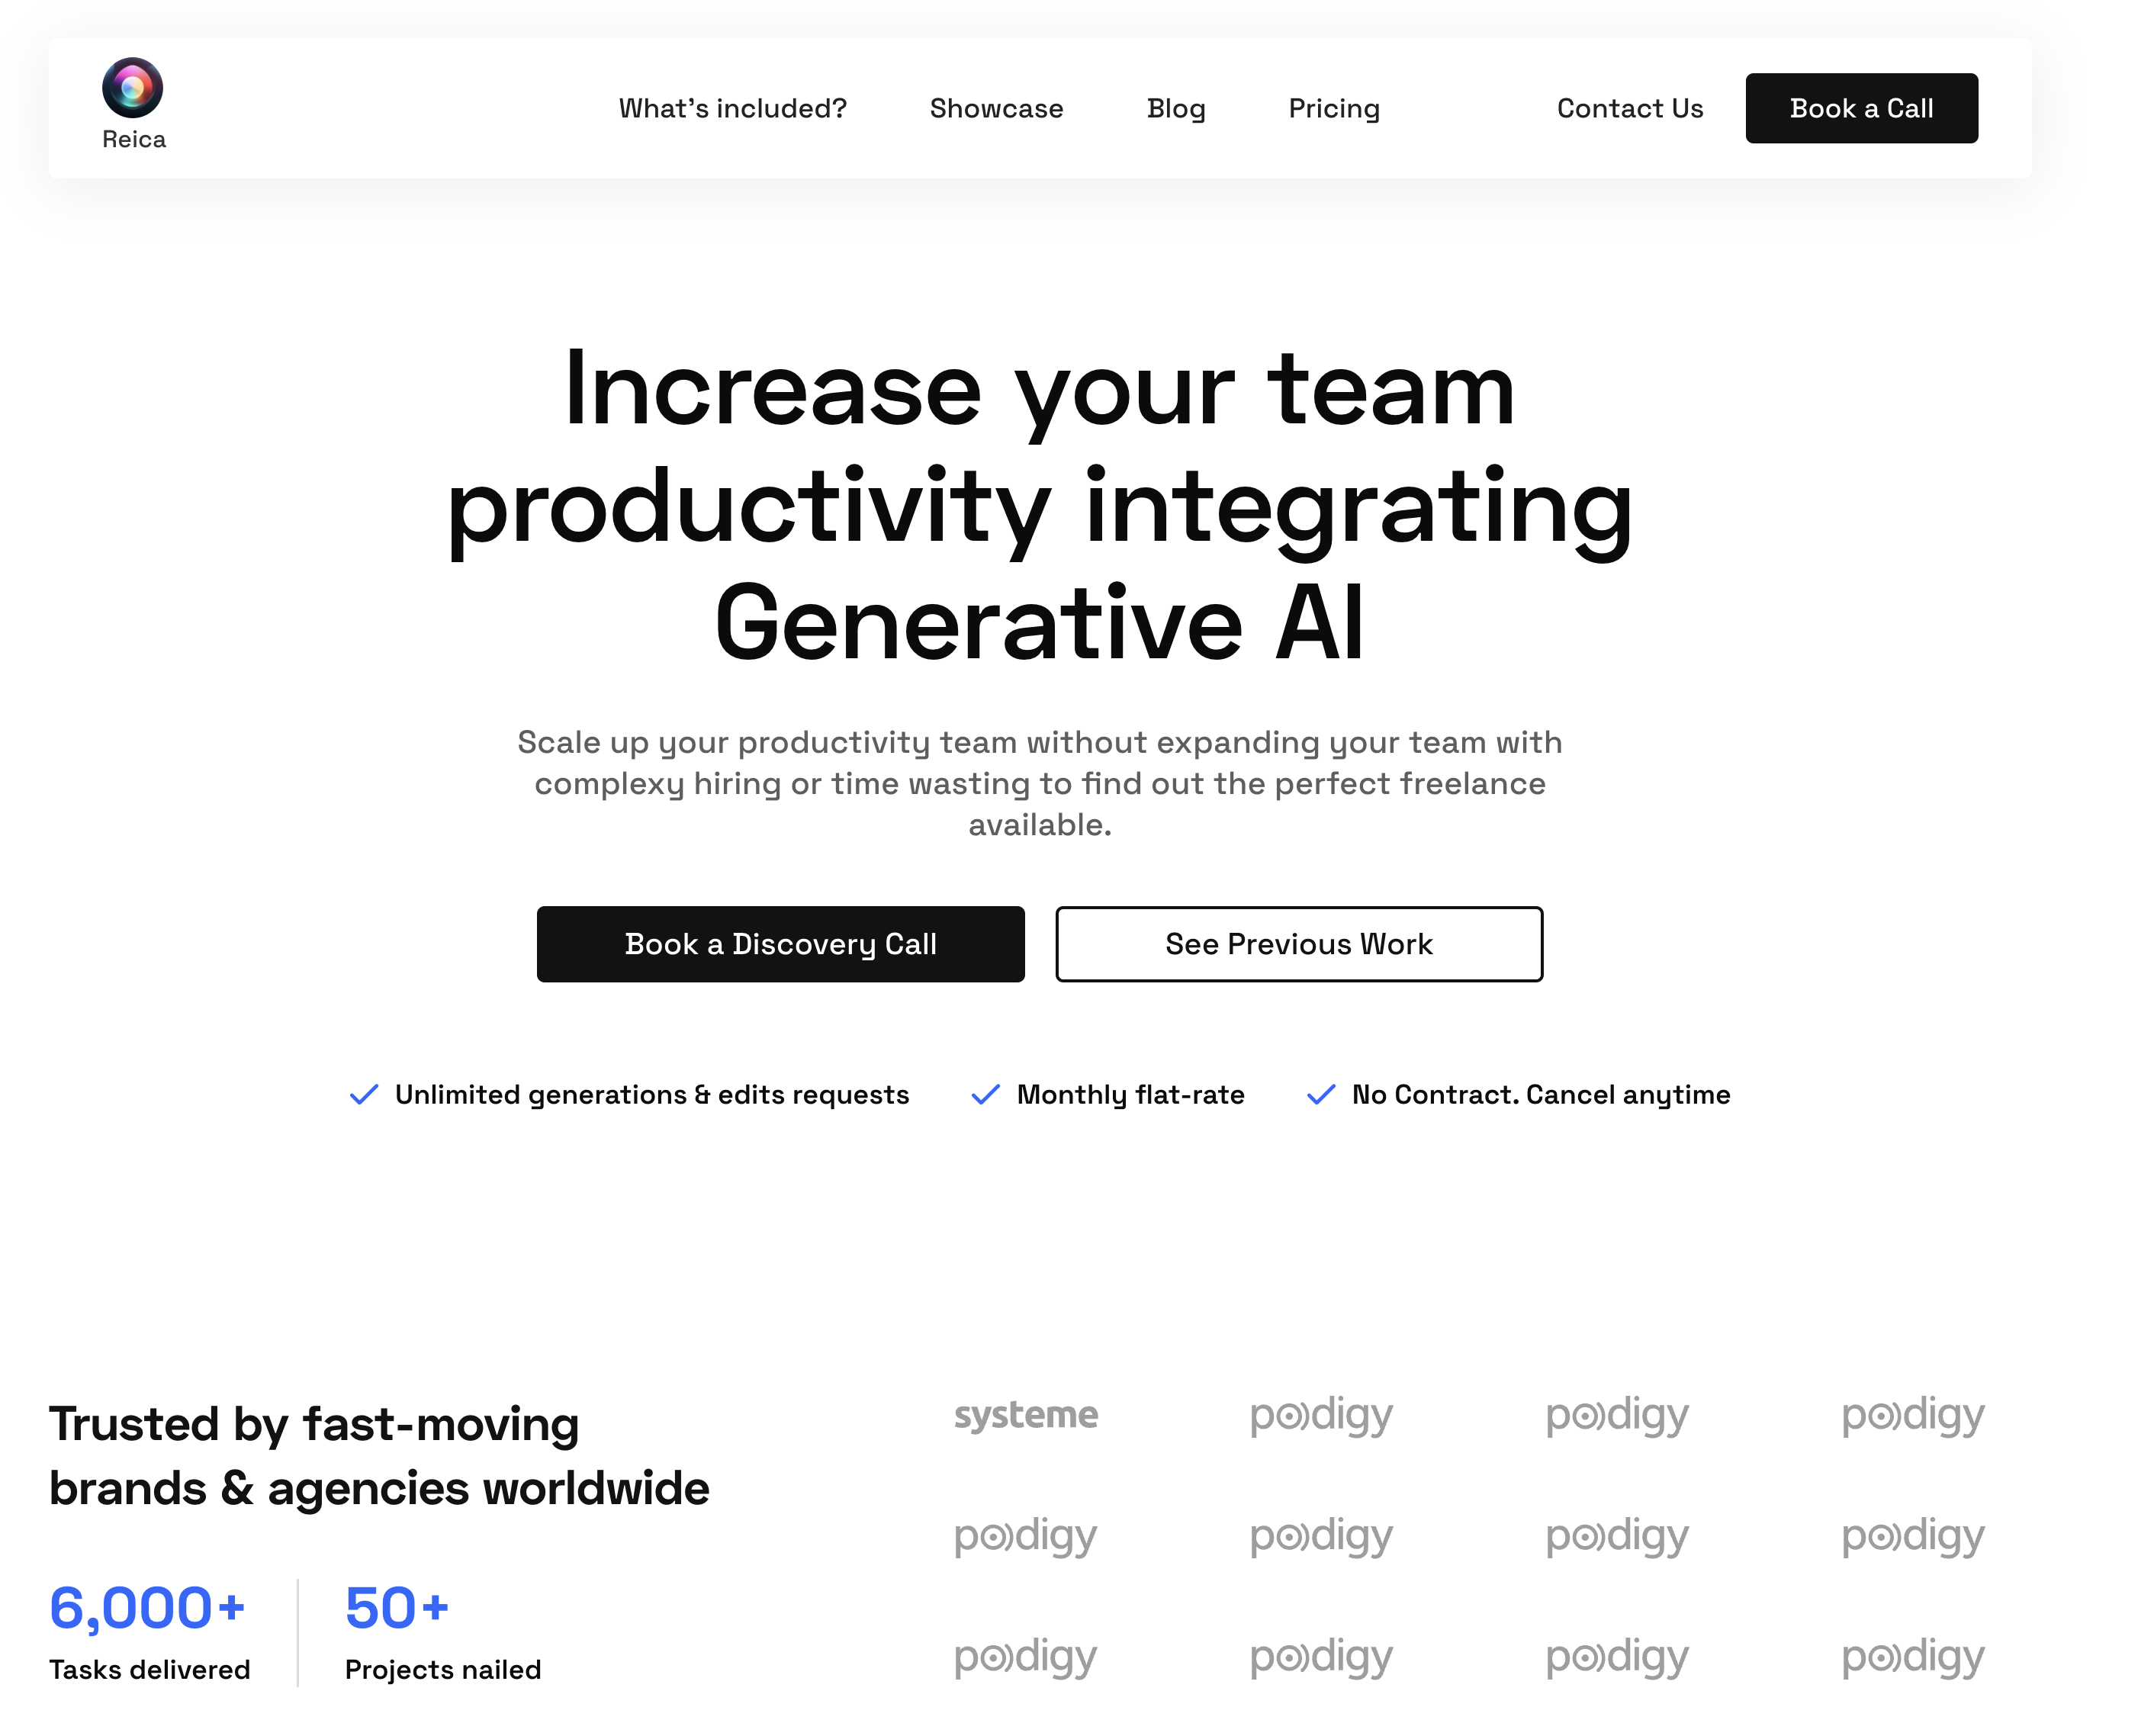 Reica
What's included?
Showcase
Blog
Pricing
Contact Us
Book a Call
Increase your team
productivity integrating
Generative AI
Scale up your productivity team without expanding your team with
complexy hiring or time wasting to find out the perfect freelance
available.
Book a Discovery Call
See Previous Work
Unlimited generations & edits requests
Monthly flat-rate
No Contract. Cancel anytime
Trusted by fast-moving
brands & agencies worldwide
6,000+
Tasks delivered
50+
Projects nailed
systeme
podigy
podigy
podigy
podigy
podigy
podigy
podigy
podigy
podigy
podigy
podigy